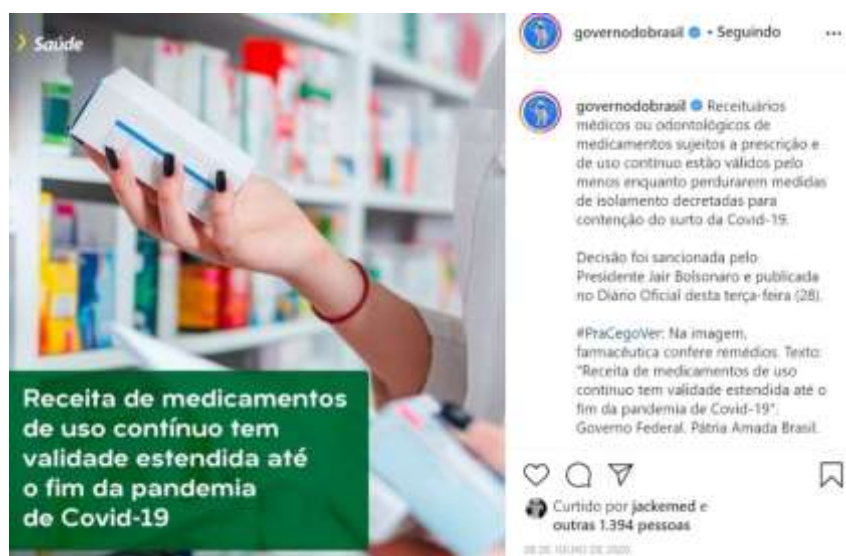 Saúde
Receita de medicamentos
de uso contínuo tem
validade estendida até
o fim da pandemia
de Covid-19
governodobrasil • Seguindo
governodobrasil Receituários
médicos ou odontológicos de
medicamentos sujeitos a prescrição e
de uso contínuo estão válidos pelo
menos enquanto perdurarem medidas
de isolamento decretadas para
contenção do surto da Covid-19.
Decisão foi sancionada pelo
Presidente Jair Bolsonaro e publicada
no Diário Oficial desta terça-feira (28).
#PraCegoVer: Na imagem,
farmacêutica confere remédios. Texto:
"Receita de medicamentos de uso
contínuo tem validade estendida até o
fim da pandemia de Covid-19".
Governo Federal. Pátria Amada Brasil.
Curtido por jackemed e
outras 1.394 pessoas
28 DE JULHO DE 2020